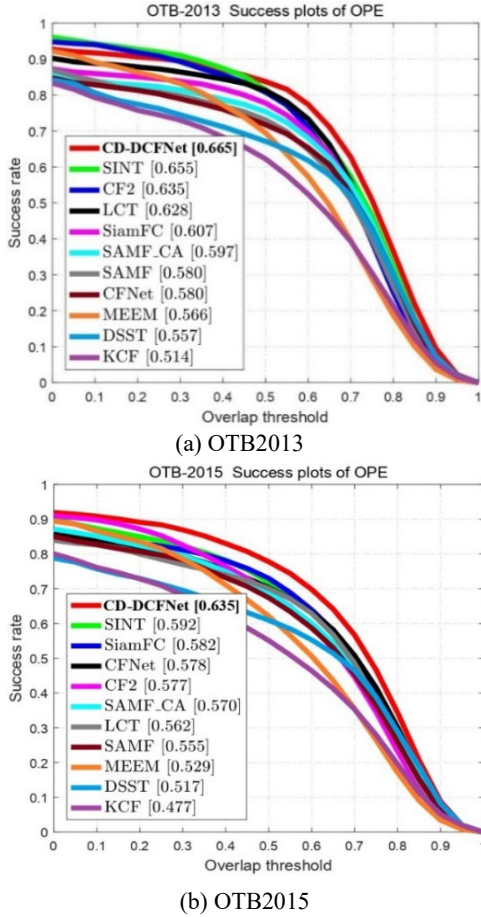 OTB-2013 Success plots of OPE
1
0.9
0.8
0.7
0.6
0.5
0.4
0.3
0.2
0.1
0
Success rate
CD-DCFNet [0.665]
SINT [0.655]
CF2 [0.635]
LCT [0.628]
SiamFC [0.607]
SAMF_CA [0.597]
SAMF [0.580]
CFNet [0.580]
MEEM [0.566]
DSST [0.557]
KCF [0.514]
0 0.1 0.2 0.3 0.4 0.5 0.6 0.7 0.8 0.9 1
Overlap threshold
(a) OTB2013
OTB-2015 Success plots of OPE
1
0.9
0.8
0.7
0.6
0.5
0.4
0.3
0.2
0.1
0
Success rate
CD-DCFNet [0.635]
SINT [0.592]
SiamFC [0.582]
CFNet [0.578]
CF2 [0.577]
SAMF_CA [0.570]
LCT [0.562]
SAMF [0.555]
MEEM [0.529]
DSST [0.517]
KCF [0.477]
0 0.1 0.2 0.3 0.4 0.5 0.6 0.7 0.8 0.9
Overlap threshold
(b) OTB2015